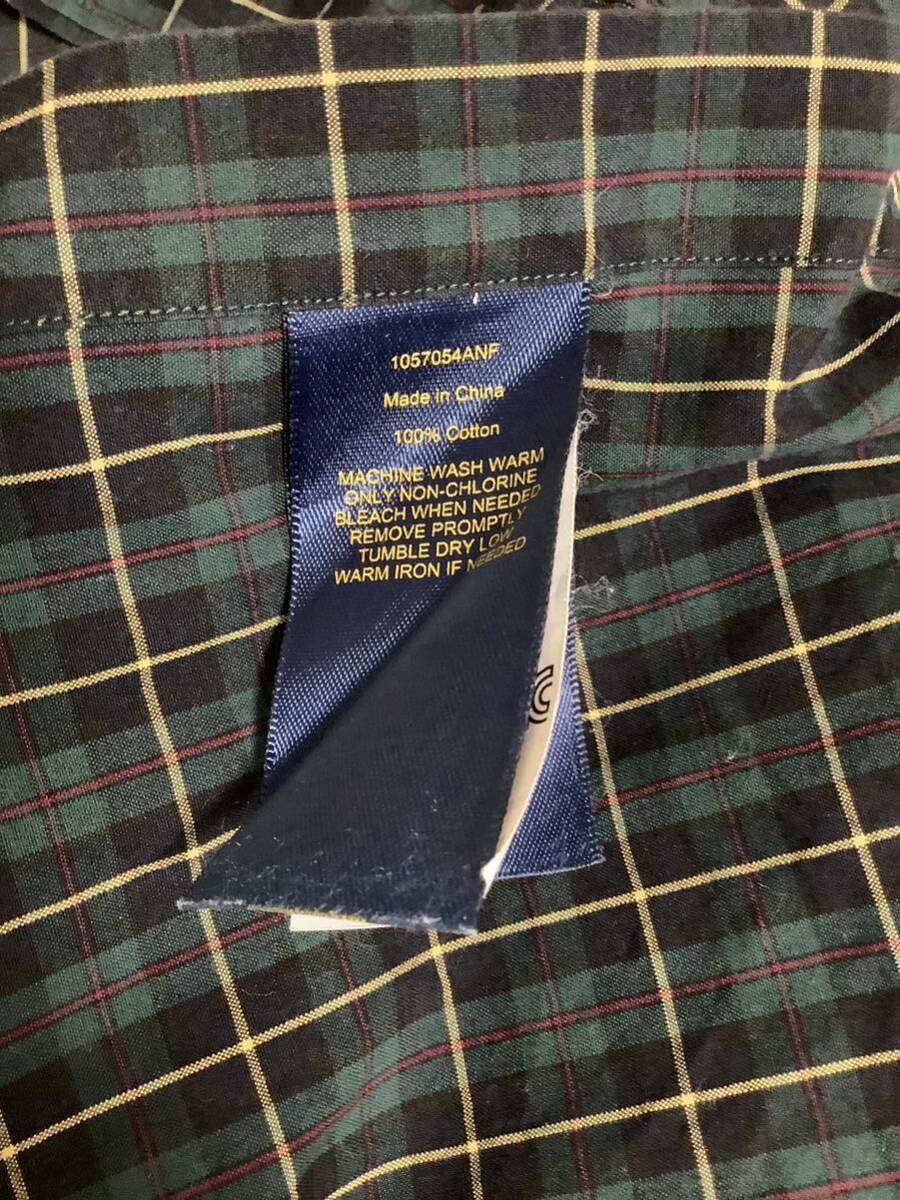 1057054ANF
Made in China
100% Cotton
MACHINE WASH WARM
ONLY NON-CHLORINE
BLEACH WHEN NEEDED
REMOVE PROMPTLY
TUMBLE DRY LOW
WARM IRON IF NEEDED